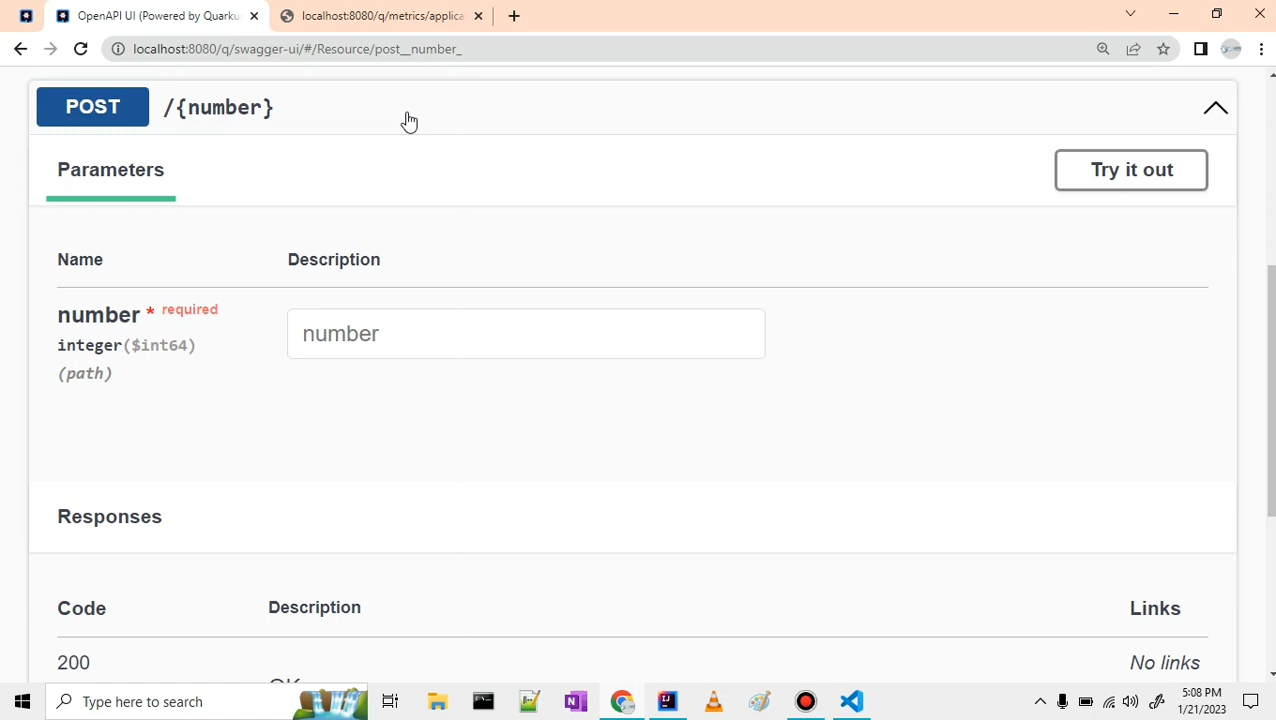 OpenAPI UI (Powered by Quarku
localhost:8080/q/metrics/applica
localhost:8080/q/swagger-ui/#/Resource/post__number_
POST /{number}
Parameters
Try it out
Name Description
number * required
integer($int64)
(path)
number
Responses
Code Description Links
200 No links
Type here to search
5:08 PM
1/21/2023